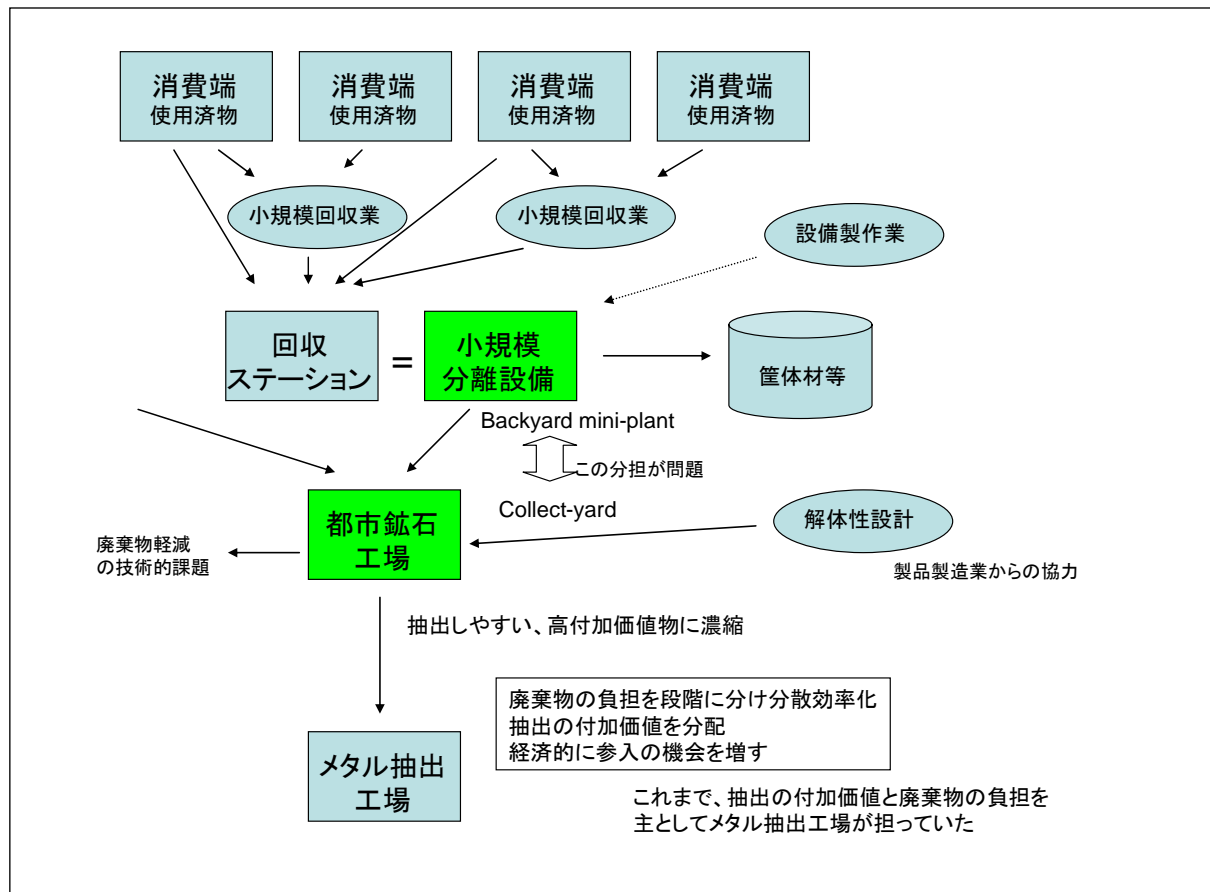 消費端
使用済物
消費端
使用済物
消費端
使用済物
消費端
使用済物
小規模回収業
小規模回収業
設備製作業
回収
ステーション
=
小規模
分離設備
筐体材等
Backyard mini-plant
この分担が問題
Collect-yard
都市鉱石
工場
解体性設計
廃棄物軽減
の技術的課題
製品製造業からの協力
抽出しやすい、高付加価値物に濃縮
廃棄物の負担を段階に分け分散効率化
抽出の付加価値を分配
経済的に参入の機会を増す
メタル抽出
工場
これまで、抽出の付加価値と廃棄物の負担を
主としてメタル抽出工場が担っていた